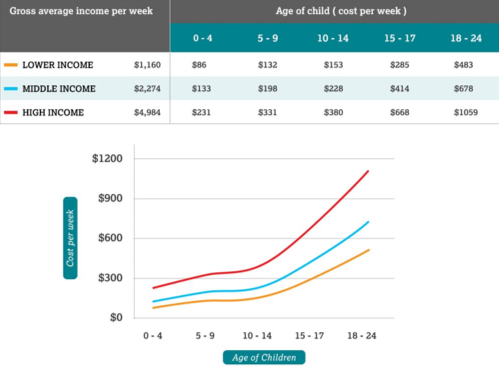 Gross average income per week Age of child ( cost per week )
0 - 4 5 - 9 10 - 14 15 - 17 18 - 24
LOWER INCOME $1,160 $86 $132 $153 $285 $483
MIDDLE INCOME $2,274 $133 $198 $228 $414 $678
HIGH INCOME $4,984 $231 $331 $380 $668 $1059
$1200
$900
$600
$300
$0
Cost per week
0 - 4 5 - 9 10 - 14 15 - 17 18 - 24
Age of Children